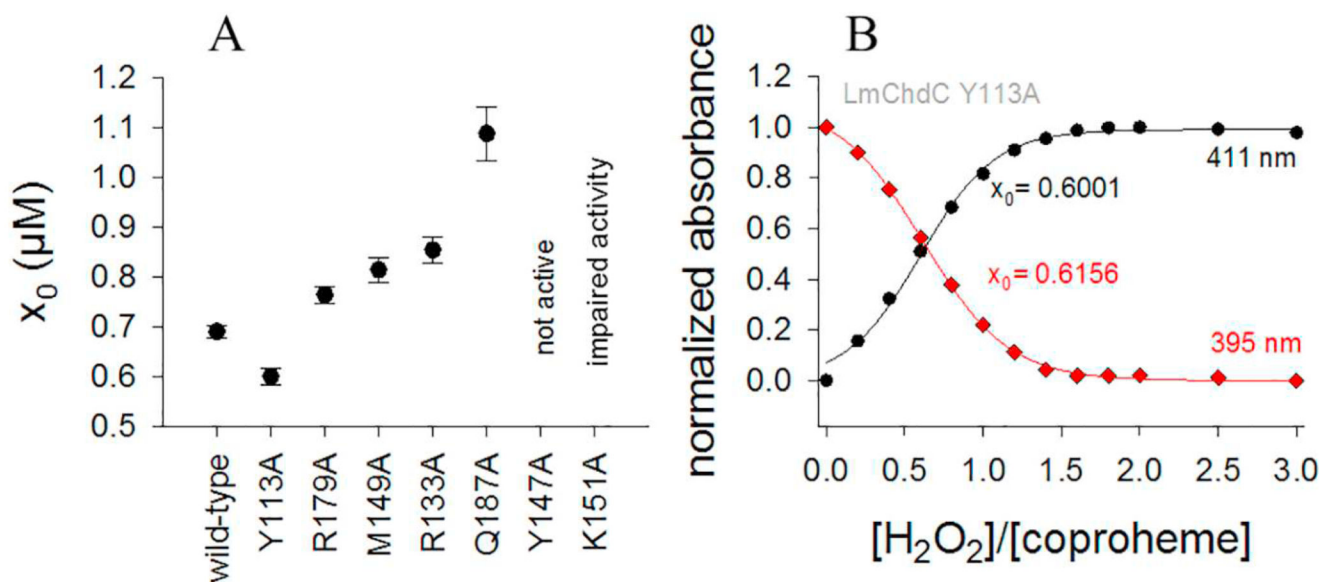 A
x₀ (µM)
1.2
1.1
1.0
0.9
0.8
0.7
0.6
0.5
not active
impaired activity
wild-type
Y113A
R179A
M149A
R133A
Q187A
Y147A
K151A
B
normalized absorbance
1.2
1.0
0.8
0.6
0.4
0.2
0.0
LmChdC Y113A
411 nm
x₀= 0.6001
x₀= 0.6156
395 nm
0.0 0.5 1.0 1.5 2.0 2.5 3.0
[H₂O₂]/[coproheme]